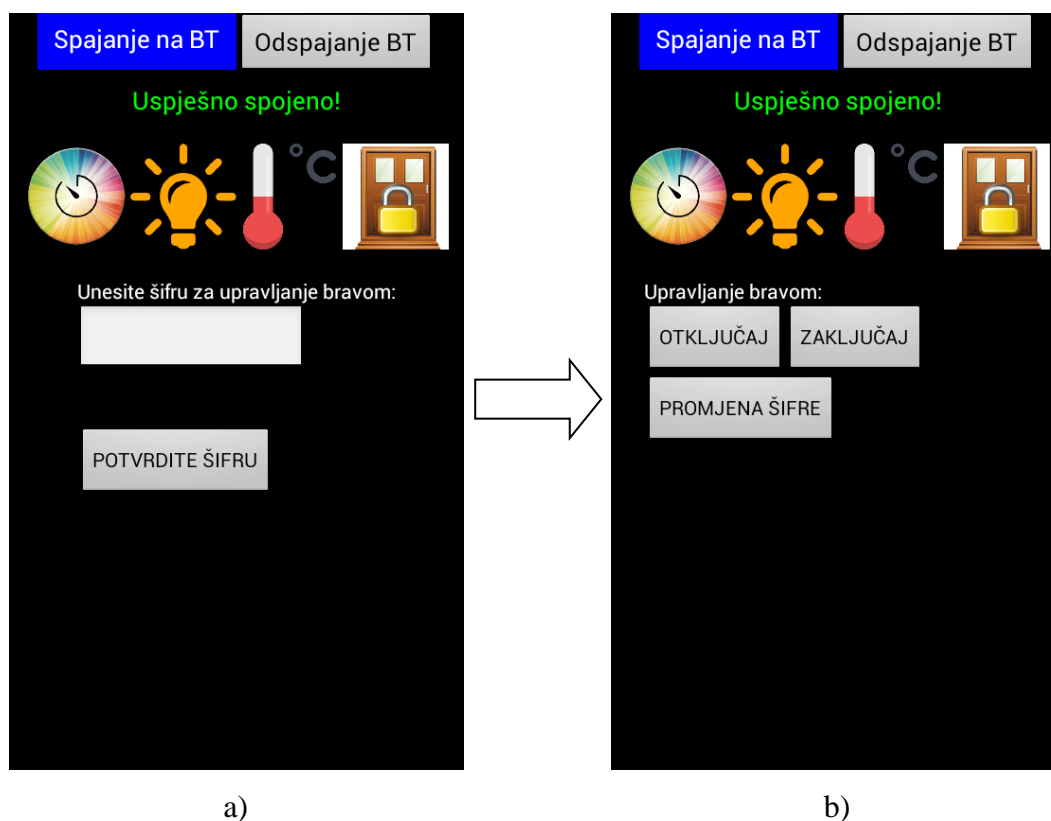 Spajanje na BT Odspajanje BT
Uspješno spojeno!
°C
Unesite šifru za upravljanje bravom:
POTVRDITE ŠIFRU
a)
Spajanje na BT Odspajanje BT
Uspješno spojeno!
°C
Upravljanje bravom:
OTKLJUČAJ ZAKLJUČAJ
PROMJENA ŠIFRE
b)